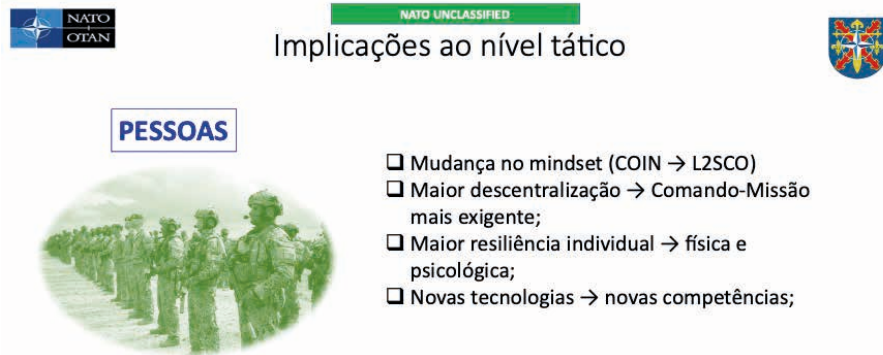 NATO
OTAN
NATO UNCLASSIFIED
Implicações ao nível tático
PESSOAS
❑ Mudança no mindset (COIN → L2SCO)
❑ Maior descentralização → Comando-Missão
mais exigente;
❑ Maior resiliência individual → física e
psicológica;
❑ Novas tecnologias → novas competências;